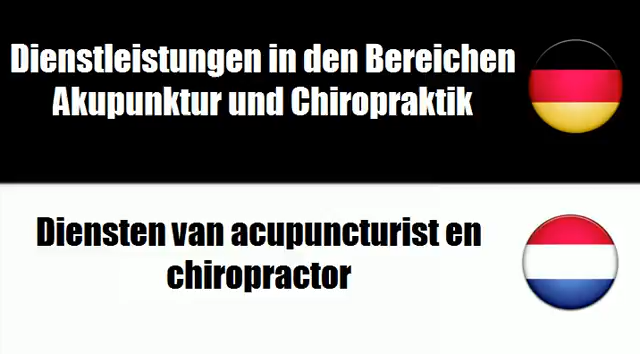 Dienstleistungen in den Bereichen
Akupunktur und Chiropraktik
Diensten van acupuncturist en
chiropractor